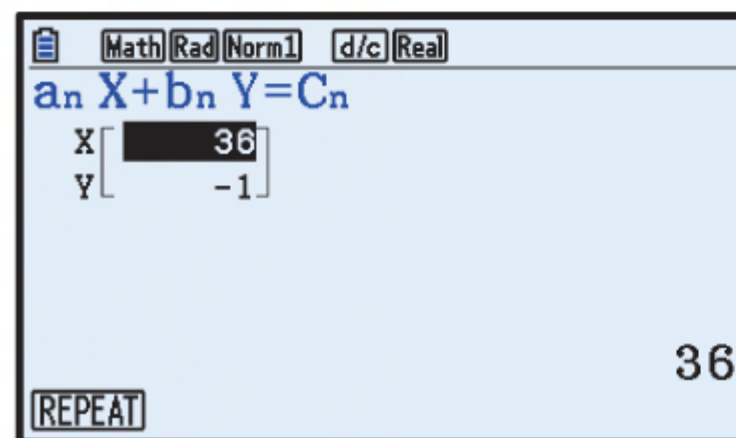 Math Rad Norm1 d/c Real
an X+bn Y=Cn
X[ 36]
Y[ -1]
36
REPEAT